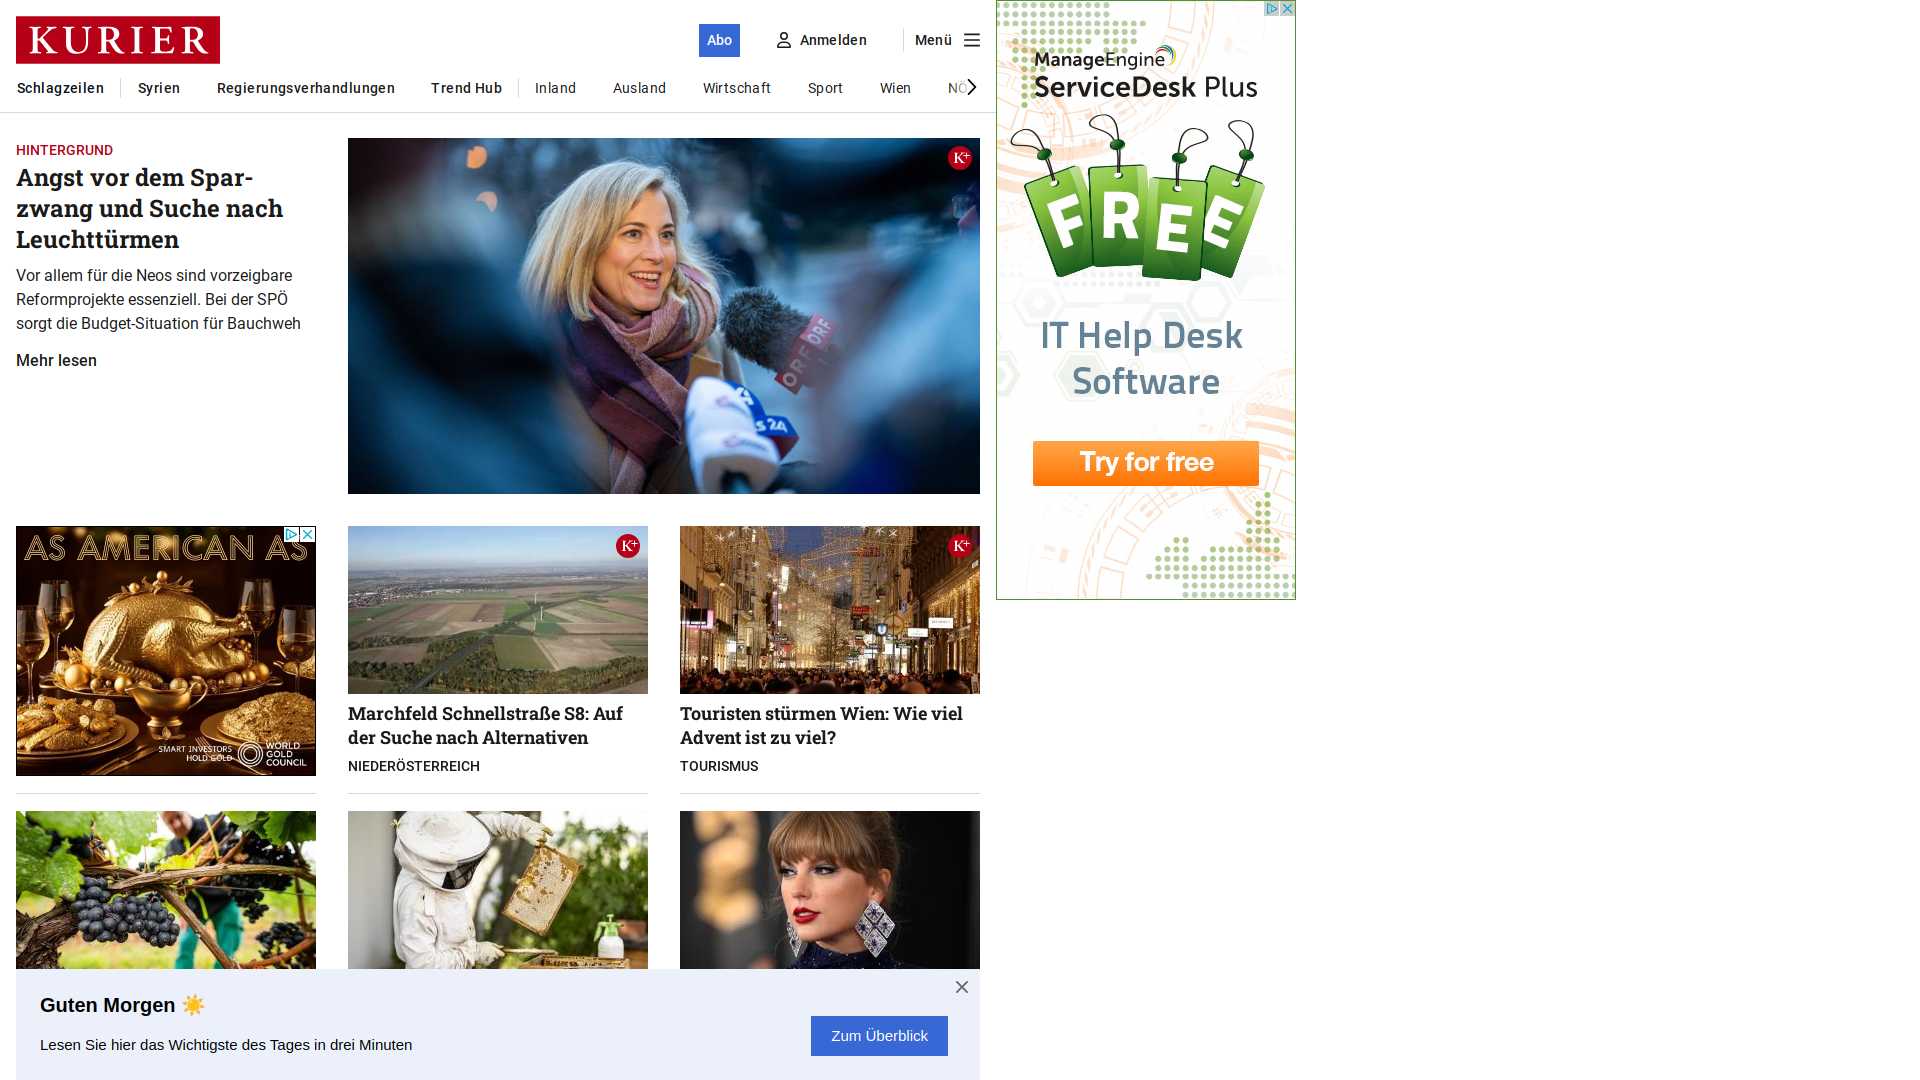 KURIER
Abo
Anmelden
Menü
Schlagzeilen
Syrien
Regierungsverhandlungen
Trend Hub
Inland
Ausland
Wirtschaft
Sport
Wien
NÖ
HINTERGRUND
Angst vor dem Spar-
zwang und Suche nach
Leuchttürmen
Vor allem für die Neos sind vorzeigbare
Reformprojekte essenziell. Bei der SPÖ
sorgt die Budget-Situation für Bauchweh
Mehr lesen
K+
ORF
ORF
24
ManageEngine
ServiceDesk Plus
FREE
IT Help Desk
Software
Try for free
AS AMERICAN AS
SMART INVESTORS
HOLD GOLD
WORLD
GOLD
COUNCIL
K+
Marchfeld Schnellstraße S8: Auf
der Suche nach Alternativen
NIEDERÖSTERREICH
K+
Touristen stürmen Wien: Wie viel
Advent ist zu viel?
TOURISMUS
Guten Morgen ☀️
Lesen Sie hier das Wichtigste des Tages in drei Minuten
Zum Überblick